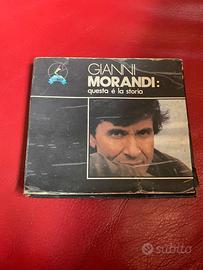 GIANNI
MORANDI:
questa é la storia
subito